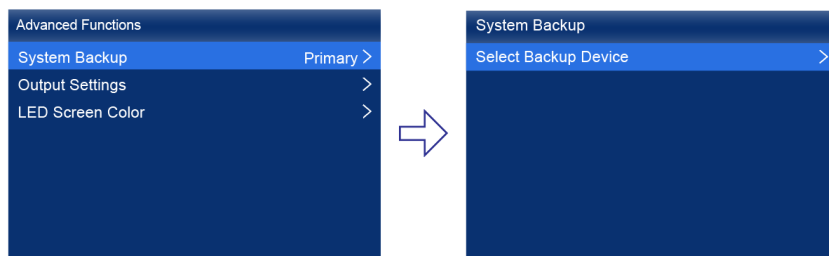 Advanced Functions
System Backup Primary >
Output Settings >
LED Screen Color >
System Backup
Select Backup Device >